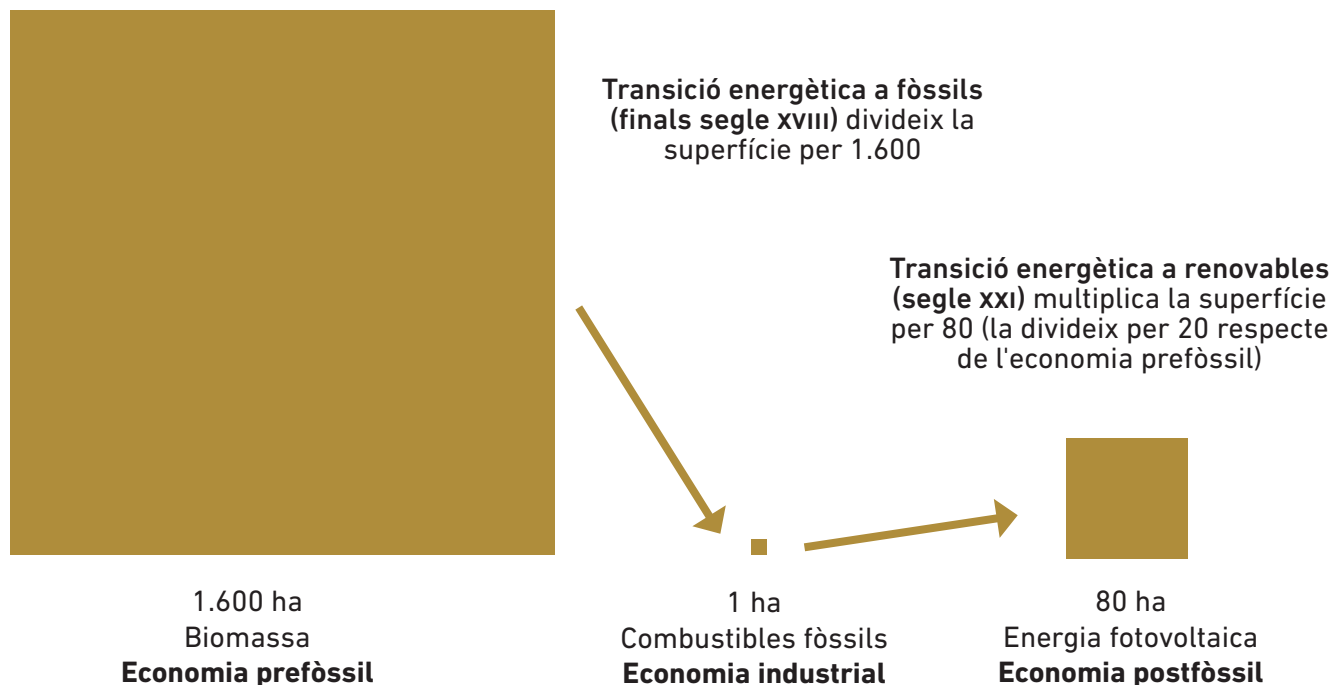 Transició energètica a fòssils
(finals segle XVIII) divideix la
superfície per 1.600
Transició energètica a renovables
(segle XXI) multiplica la superfície
per 80 (la divideix per 20 respecte
de l'economia prefòssil)
1.600 ha
Biomassa
Economia prefòssil
1 ha
Combustibles fòssils
Economia industrial
80 ha
Energia fotovoltaica
Economia postfòssil